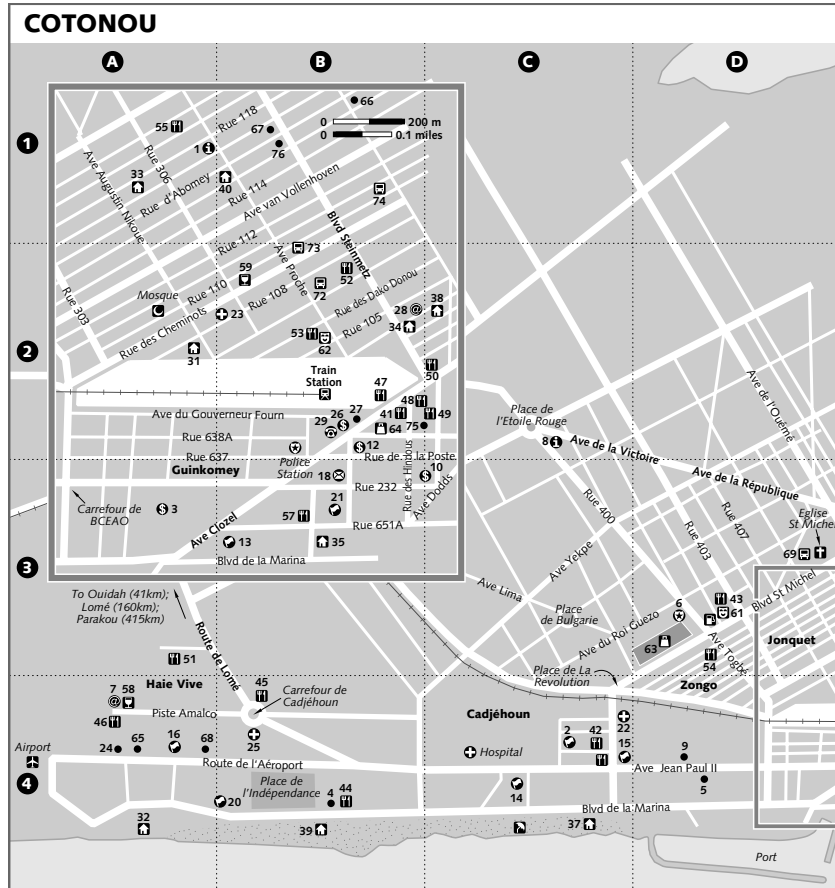 COTONOU
A
B
C
D
1
2
3
4
66
0 200 m
0 0.1 miles
55
Rue 118
67
76
1
Rue 306
33
Rue d'Abomey
40
Rue 114
Ave van Vollenhoven
74
Ave Augustin Nikoue
Rue 112
73
Blvd Steinmetz
59
Ave Proche
52
Rue 110
72
Rue des Dako Donou
Mosque
Rue 108
28
38
Rue 303
23
Rue des Cheminots
53
Rue 105
34
62
31
50
Train
Station
47
48
Ave du Gouverneur Fourn
26
27
41
49
29
64
75
Rue 638A
12
Rue 637
Rue de la Poste
Guinkomey
Police
Station
18
10
Rue 232
Rue des Hindous
Ave Dodds
21
Carrefour de
BCEAO
3
57
Rue 651A
Ave Clozel
13
35
Blvd de la Marina
Place de
l'Etoile Rouge
8
Ave de la Victoire
Ave de l'Ouémé
Ave de la République
Rue 400
Rue 403
Rue 407
Eglise
St Michel
69
Ave Yekpe
Blvd St Michel
Ave Lima
Place
de Bulgarie
6
43
61
Jonquet
Ave du Roi Guezo
63
54
Ave Togbé
Place de La
Revolution
Zongo
To Ouidah (41km);
Lomé (160km);
Parakou (415km)
Route de Lomé
51
Haie Vive
45
7
58
Carrefour de
Cadjéhoun
Piste Amalco
46
Cadjéhoun
22
2
42
25
16
24
65
68
Hospital
15
9
Airport
Route de l'Aéroport
Ave Jean Paul II
Place de
l'Indépendance
14
5
20
4
44
Blvd de la Marina
32
39
37
Port